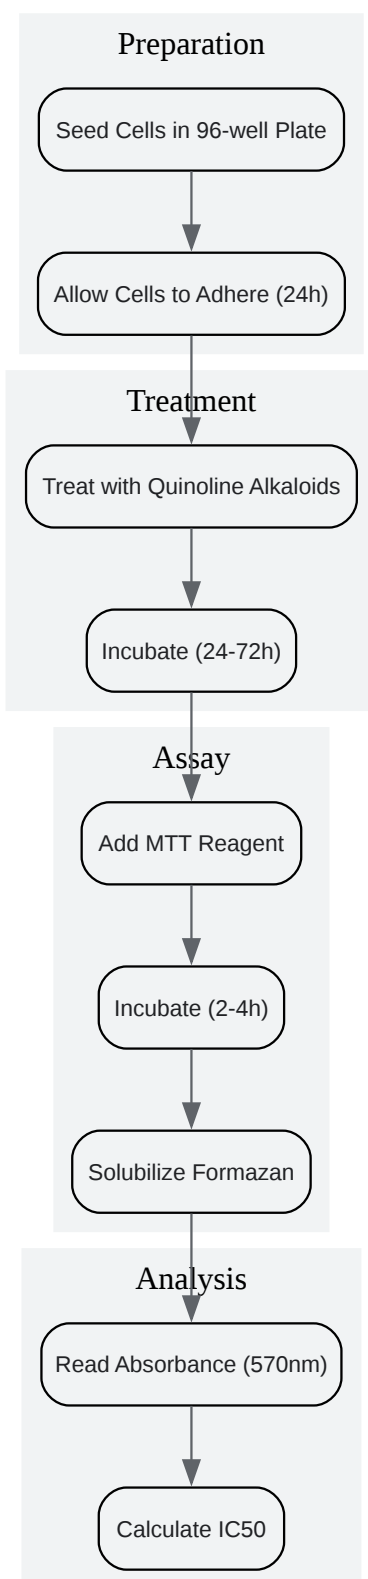 Preparation
Seed Cells in 96-well Plate
Allow Cells to Adhere (24h)
Treatment
Treat with Quinoline Alkaloids
Incubate (24-72h)
Assay
Add MTT Reagent
Incubate (2-4h)
Solubilize Formazan
Analysis
Read Absorbance (570nm)
Calculate IC50